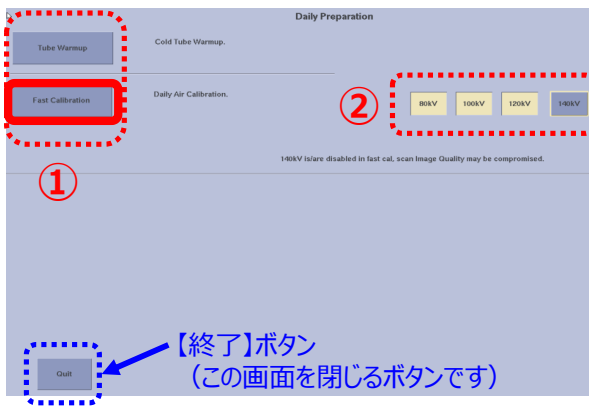 Daily Preparation
Tube Warmup
Cold Tube Warmup.
Fast Calibration
Daily Air Calibration.
②
80kV
100kV
120kV
140kV
140kV is/are disabled in fast cal, scan Image Quality may be compromised.
①
【終了】ボタン
（この画面を閉じるボタンです）
Quit